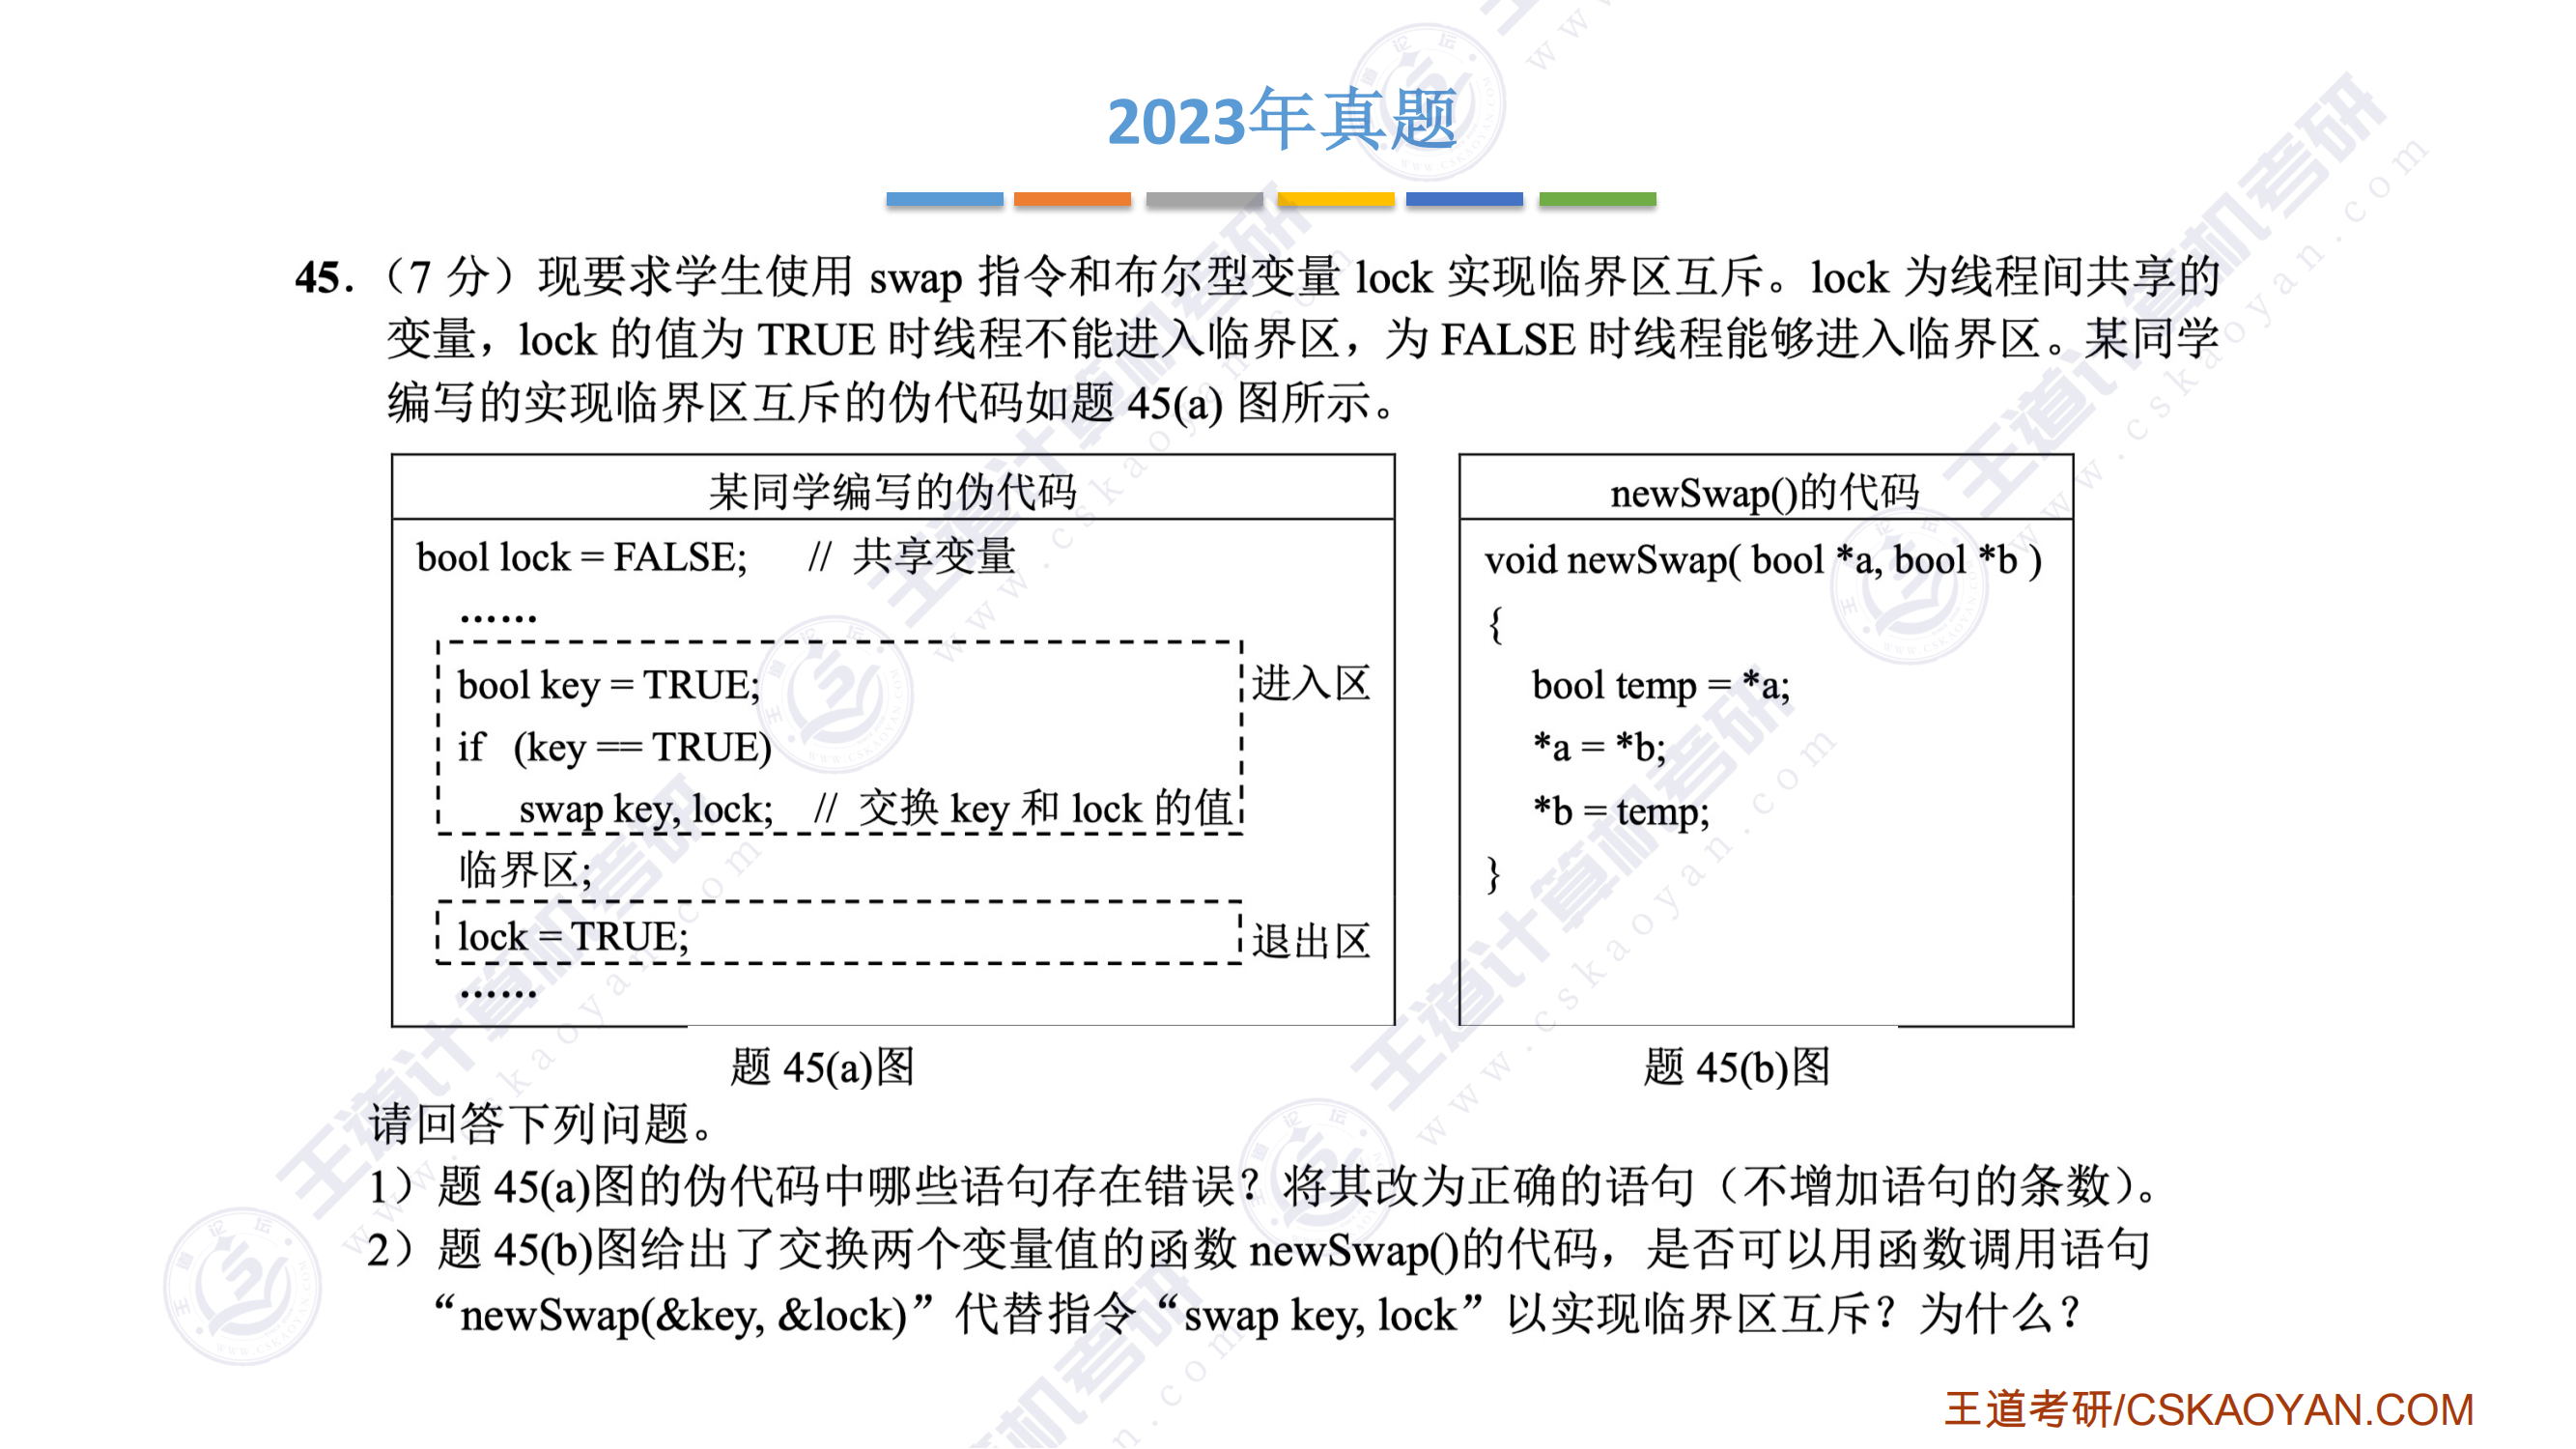 2023年真题
45.（7 分）现要求学生使用 swap 指令和布尔型变量 lock 实现临界区互斥。lock 为线程间共享的
变量，lock 的值为 TRUE 时线程不能进入临界区，为 FALSE 时线程能够进入临界区。某同学
编写的实现临界区互斥的伪代码如题 45(a) 图所示。
某同学编写的伪代码
bool lock = FALSE; // 共享变量
……
bool key = TRUE;
进入区
if (key == TRUE)
swap key, lock; // 交换 key 和 lock 的值
临界区;
lock = TRUE;
退出区
……
题 45(a)图
newSwap()的代码
void newSwap( bool *a, bool *b )
{
bool temp = *a;
*a = *b;
*b = temp;
}
题 45(b)图
请回答下列问题。
1）题 45(a)图的伪代码中哪些语句存在错误？将其改为正确的语句（不增加语句的条数）。
2）题 45(b)图给出了交换两个变量值的函数 newSwap()的代码，是否可以用函数调用语句
“newSwap(&key, &lock)”代替指令“swap key, lock”以实现临界区互斥？为什么？
王道考研/CSKAOYAN.COM
王道计算机考研
www.cskaoyan.com